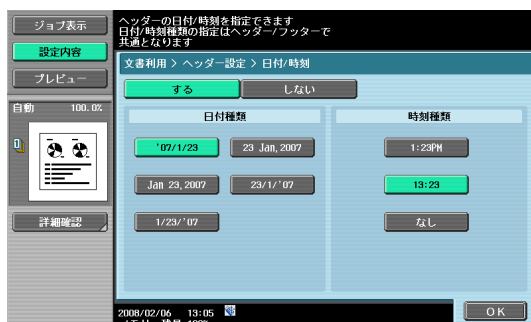 ジョブ表示
設定内容
プレビュー
自動 100.0%
詳細確認
ヘッダーの日付/時刻を指定できます
日付/時刻種類の指定はヘッダー/フッターで
共通となります
文書利用 > ヘッダー設定 > 日付/時刻
する
しない
日付種類
'07/1/23
23 Jan,2007
Jan 23,2007
23/1/'07
1/23/'07
時刻種類
1:23PM
13:23
なし
2008/02/06 13:05
OK